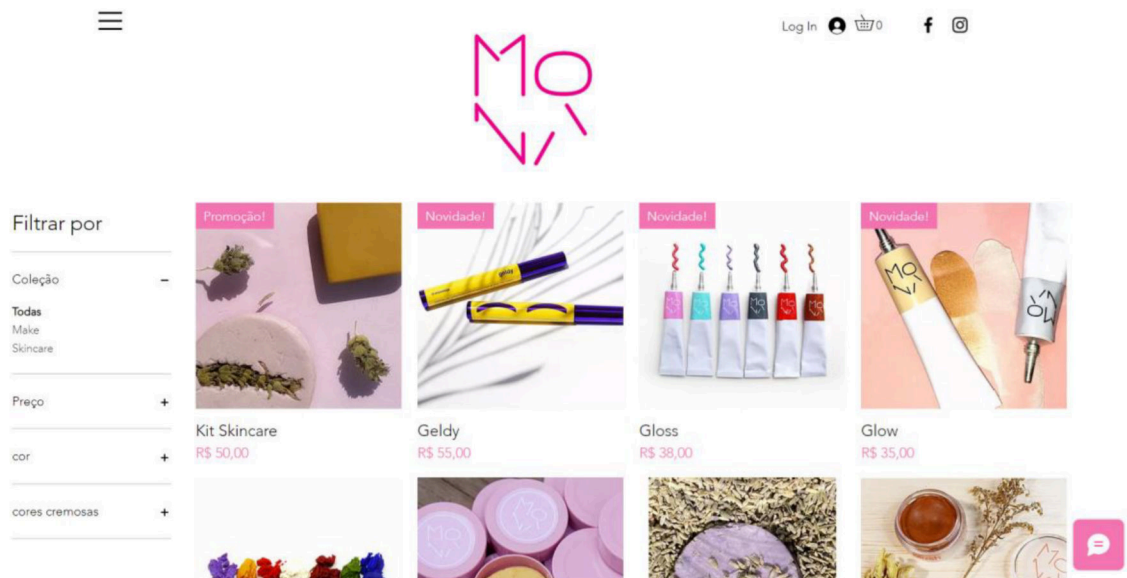 Log In
0
MONA
Filtrar por
Coleção
Todas
Make
Skincare
Preço
cor
cores cremosas
Promoção!
Novidade!
Novidade!
Novidade!
Kit Skincare
R$ 50,00
Geldy
R$ 55,00
Gloss
R$ 38,00
Glow
R$ 35,00